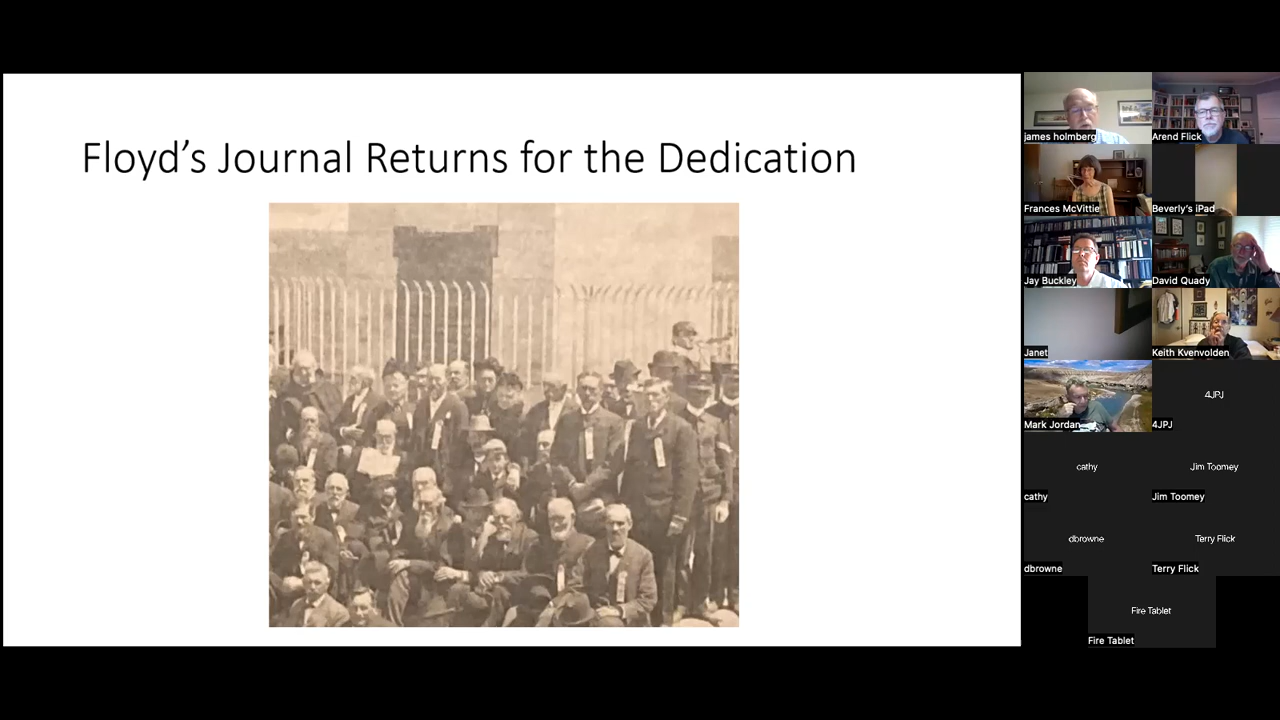 Floyd's Journal Returns for the Dedication
james holmberg
Arend Flick
Frances McVittie
Beverly's iPad
Jay Buckley
David Quady
Janet
Keith Kvenvolden
Mark Jordan
4JPJ
4JPJ
cathy
Jim Toomey
cathy
Jim Toomey
dbrowne
Terry Flick
dbrowne
Terry Flick
Fire Tablet
Fire Tablet